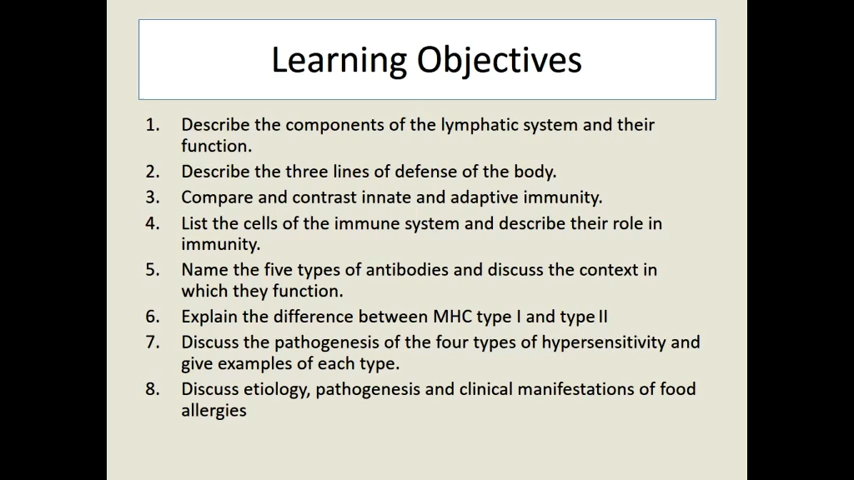 Learning Objectives
1. Describe the components of the lymphatic system and their
function.
2. Describe the three lines of defense of the body.
3. Compare and contrast innate and adaptive immunity.
4. List the cells of the immune system and describe their role in
immunity.
5. Name the five types of antibodies and discuss the context in
which they function.
6. Explain the difference between MHC type I and type II
7. Discuss the pathogenesis of the four types of hypersensitivity and
give examples of each type.
8. Discuss etiology, pathogenesis and clinical manifestations of food
allergies